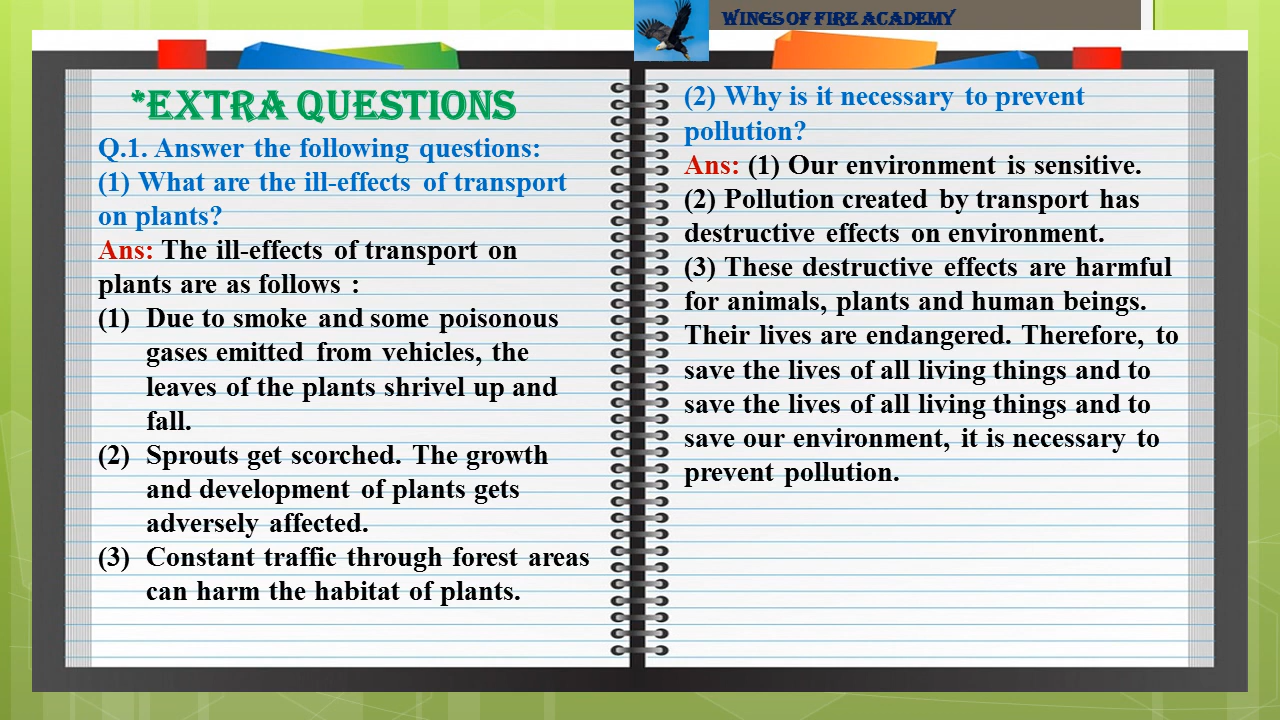 WINGS OF FIRE ACADEMY
*EXTRA QUESTIONS
Q.1. Answer the following questions:
(1) What are the ill-effects of transport
on plants?
Ans: The ill-effects of transport on
plants are as follows :
(1) Due to smoke and some poisonous
gases emitted from vehicles, the
leaves of the plants shrivel up and
fall.
(2) Sprouts get scorched. The growth
and development of plants gets
adversely affected.
(3) Constant traffic through forest areas
can harm the habitat of plants.
(2) Why is it necessary to prevent
pollution?
Ans: (1) Our environment is sensitive.
(2) Pollution created by transport has
destructive effects on environment.
(3) These destructive effects are harmful
for animals, plants and human beings.
Their lives are endangered. Therefore, to
save the lives of all living things and to
save the lives of all living things and to
save our environment, it is necessary to
prevent pollution.